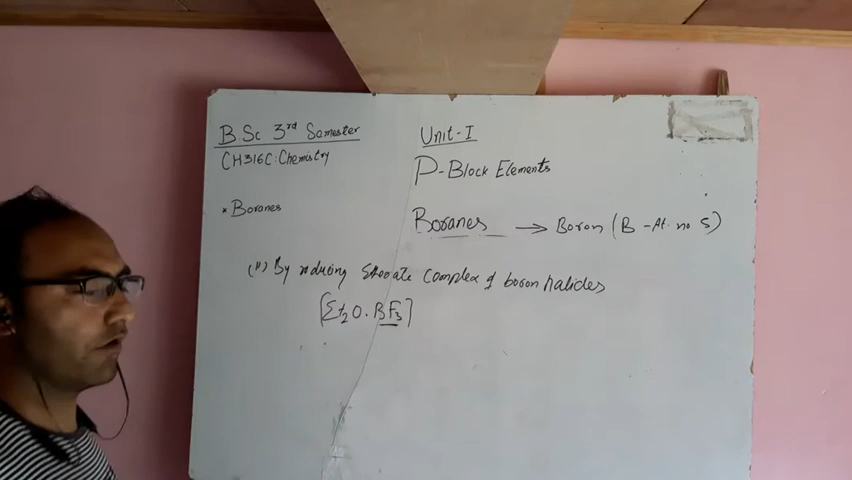 B.Sc 3rd Semester
CH316C: Chemistry
* Boranes
Unit-I
P-Block Elements
Boranes → Boron (B - At. no 5)
(ii) By reducing complex of boron halides
[Et2O. BF3]